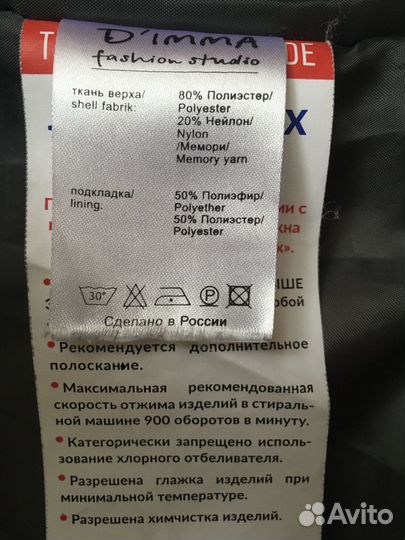 D'IMMA
fashion studio
ткань верха/ 80% Полиэстер/
shell fabrik: Polyester
20% Нейлон/
Nylon
/Мемори/
Memory yarn
подкладка/ 50% Полиэфир/
lining. Polyether
50% Полиэстер/
Polyester
30°
P
Сделано в России
• Рекомендуется дополнительное
полоскание.
• Максимальная рекомендованная
скорость отжима изделий в стираль-
ной машине 900 оборотов в минуту.
• Категорически запрещено исполь-
зование хлорного отбеливателя.
• Разрешена глажка изделий при
минимальной температуре.
• Разрешена химчистка изделий.
Avito